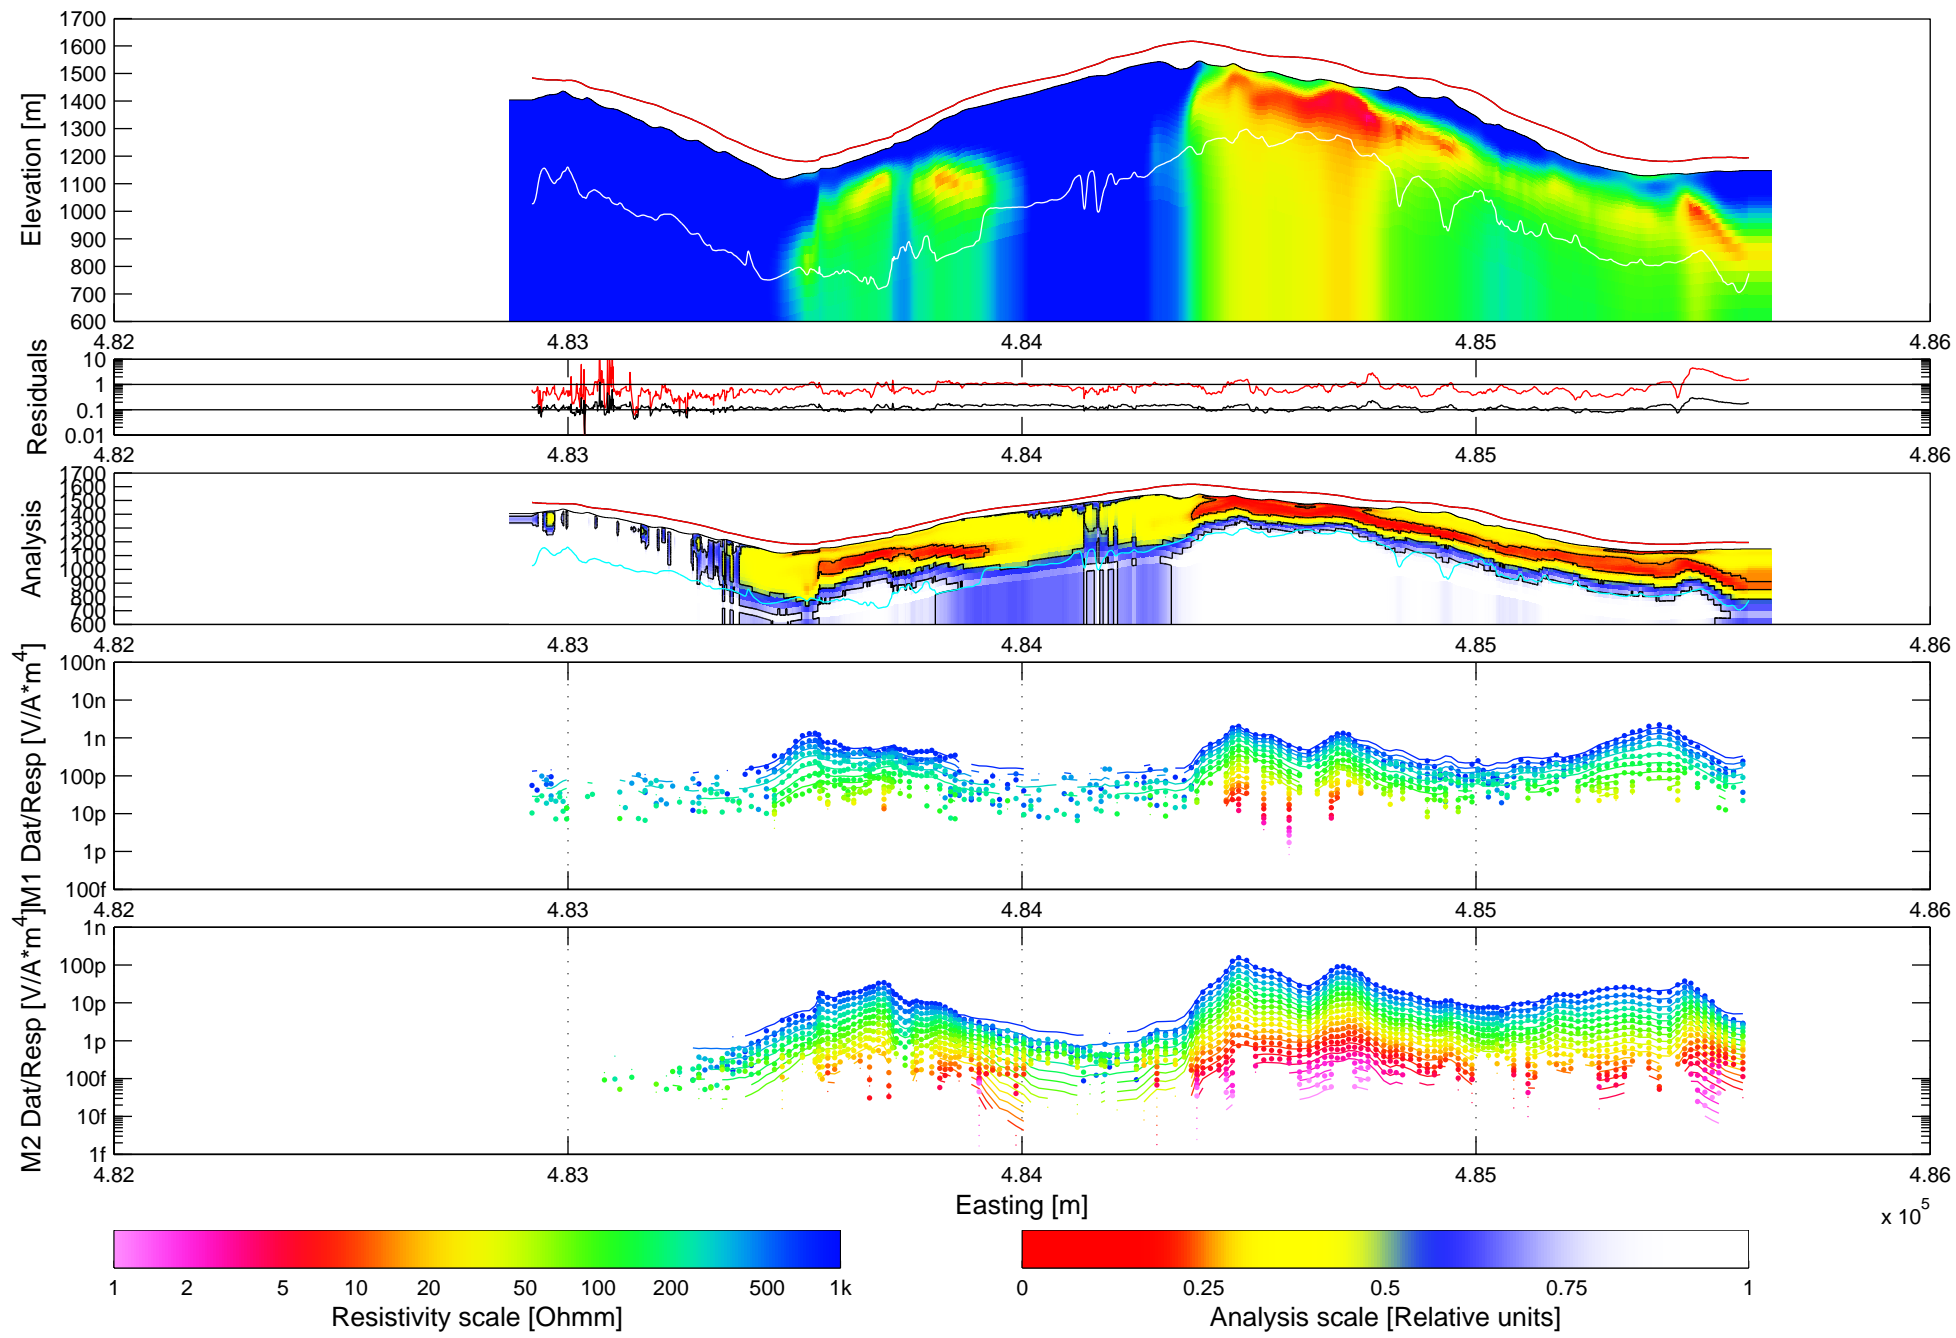 1700
1600
1500
1400
1300
1200
1100
1000
900
800
700
600
Elevation [m]
4.82 4.83 4.84 4.85 4.86
10
1
0.1
0.01
Residuals
4.82 4.83 4.84 4.85 4.86
1700
1600
1500
1400
1300
1200
1100
1000
900
800
700
600
Analysis
4.82 4.83 4.84 4.85 4.86
100n
10n
1n
100p
10p
1p
100f
M1 Dat/Resp [V/A*m⁴]
4.82 4.83 4.84 4.85 4.86
1n
100p
10p
1p
100f
10f
1f
M2 Dat/Resp [V/A*m⁴]
4.82 4.83 4.84 4.85 4.86
Easting [m]
x 10⁵
1 2 5 10 20 50 100 200 500 1k
Resistivity scale [Ohmm]
0 0.25 0.5 0.75 1
Analysis scale [Relative units]